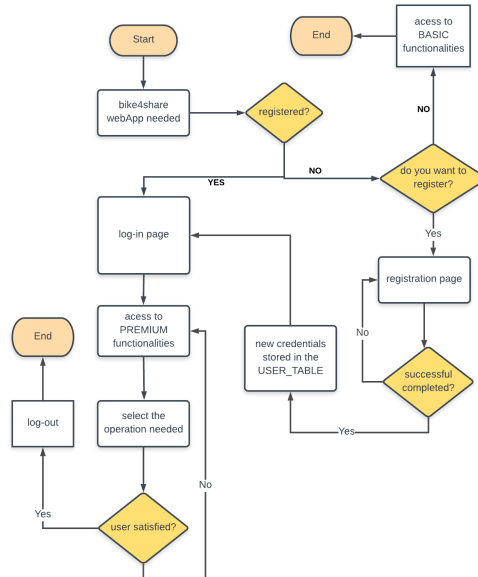 Start
End
acess to
BASIC
functionalities
bike4share
webApp needed
registered?
NO
do you want to
register?
YES
NO
Yes
log-in page
registration page
acess to
PREMIUM
functionalities
End
No
new credentials
stored in the
USER_TABLE
successful
completed?
log-out
select the
operation needed
Yes
No
Yes
user satisfied?